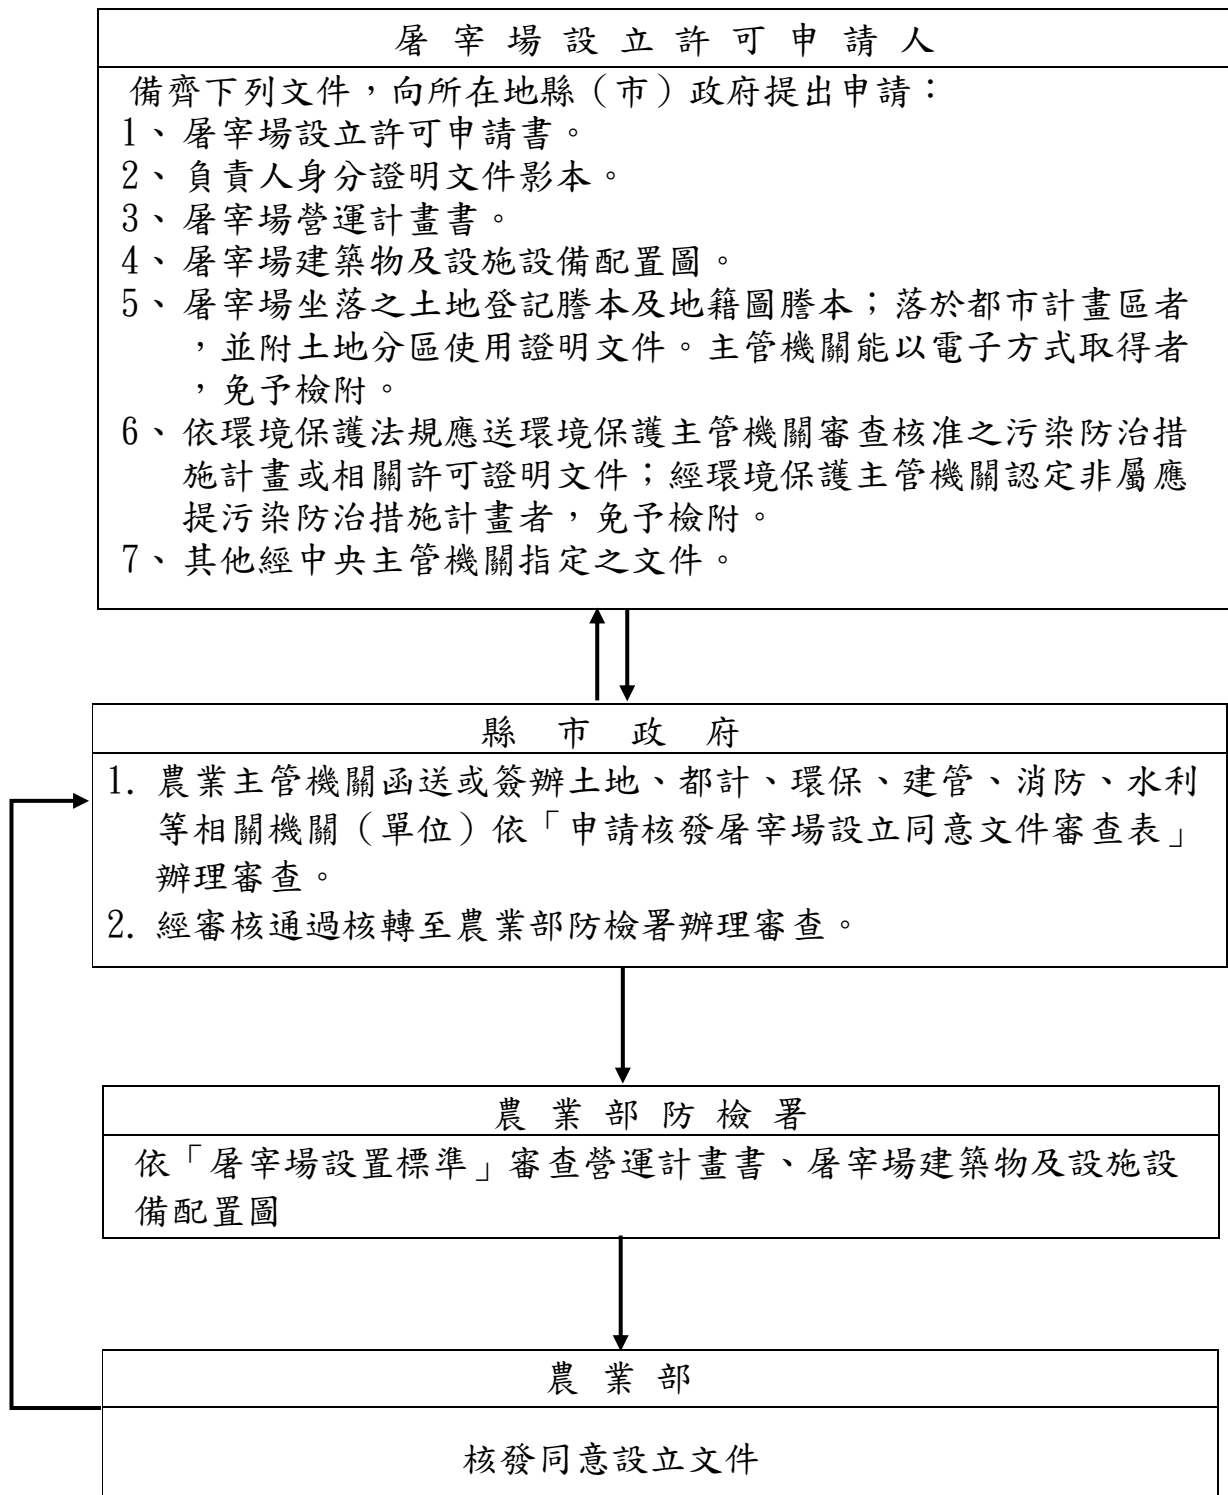 屠宰場設立許可申請人
備齊下列文件，向所在地縣（市）政府提出申請：
1、屠宰場設立許可申請書。
2、負責人身分證明文件影本。
3、屠宰場營運計畫書。
4、屠宰場建築物及設施設備配置圖。
5、屠宰場坐落之土地登記謄本及地籍圖謄本；落於都市計畫區者
，並附土地分區使用證明文件。主管機關能以電子方式取得者
，免予檢附。
6、依環境保護法規應送環境保護主管機關審查核准之污染防治措
施計畫或相關許可證明文件；經環境保護主管機關認定非屬應
提污染防治措施計畫者，免予檢附。
7、其他經中央主管機關指定之文件。
縣市政府
1. 農業主管機關函送或簽辦土地、都計、環保、建管、消防、水利
等相關機關（單位）依「申請核發屠宰場設立同意文件審查表」
辦理審查。
2. 經審核通過核轉至農業部防檢署辦理審查。
農業部防檢署
依「屠宰場設置標準」審查營運計畫書、屠宰場建築物及設施設
備配置圖
農業部
核發同意設立文件